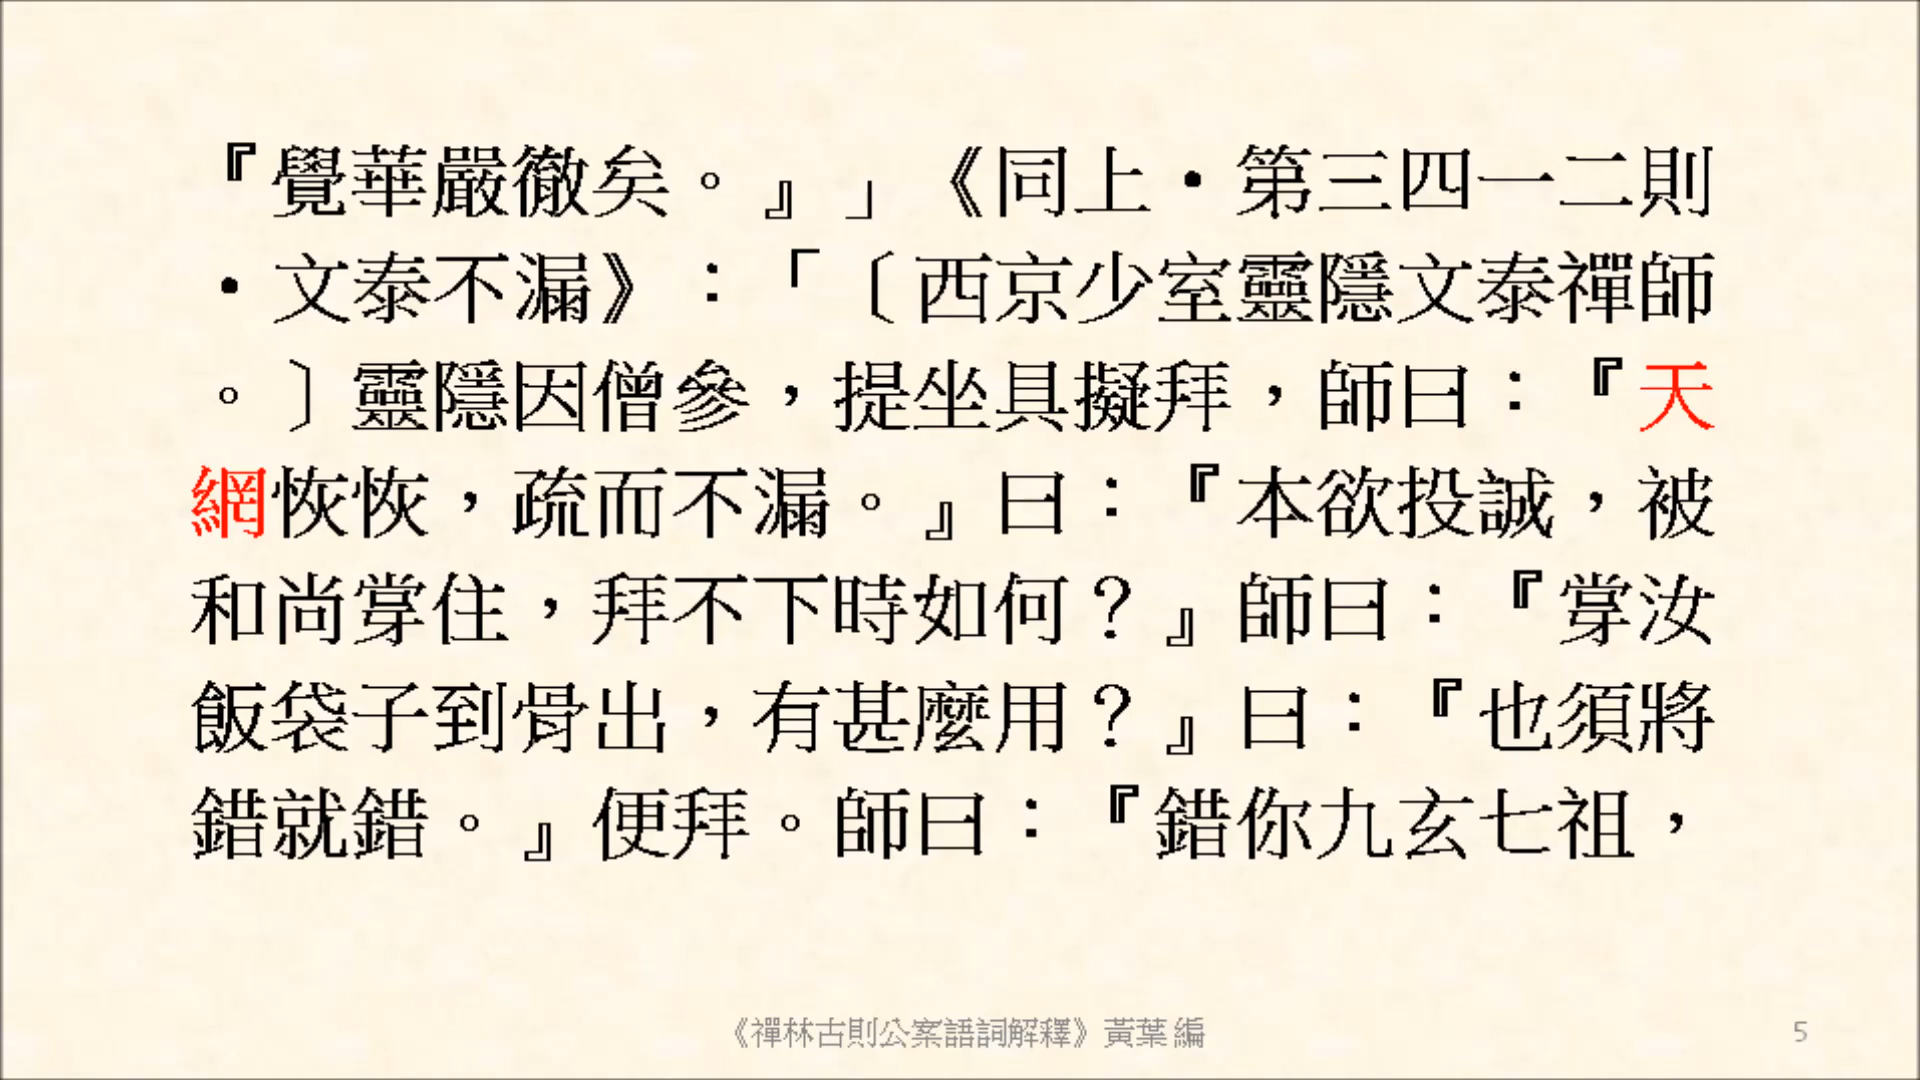 『覺華嚴徹矣。』」《同上‧第三四一二則
‧文泰不漏》：「〔西京少室靈隱文泰禪師
。〕靈隱因僧參，提坐具擬拜，師曰：『天
網恢恢，疏而不漏。』曰：『本欲投誠，被
和尚牚住，拜不下時如何？』師曰：『牚汝
飯袋子到骨出，有甚麼用？』曰：『也須將
錯就錯。』便拜。師曰：『錯你九玄七祖，
《禪林古則公案語詞解釋》黃葉 編
5